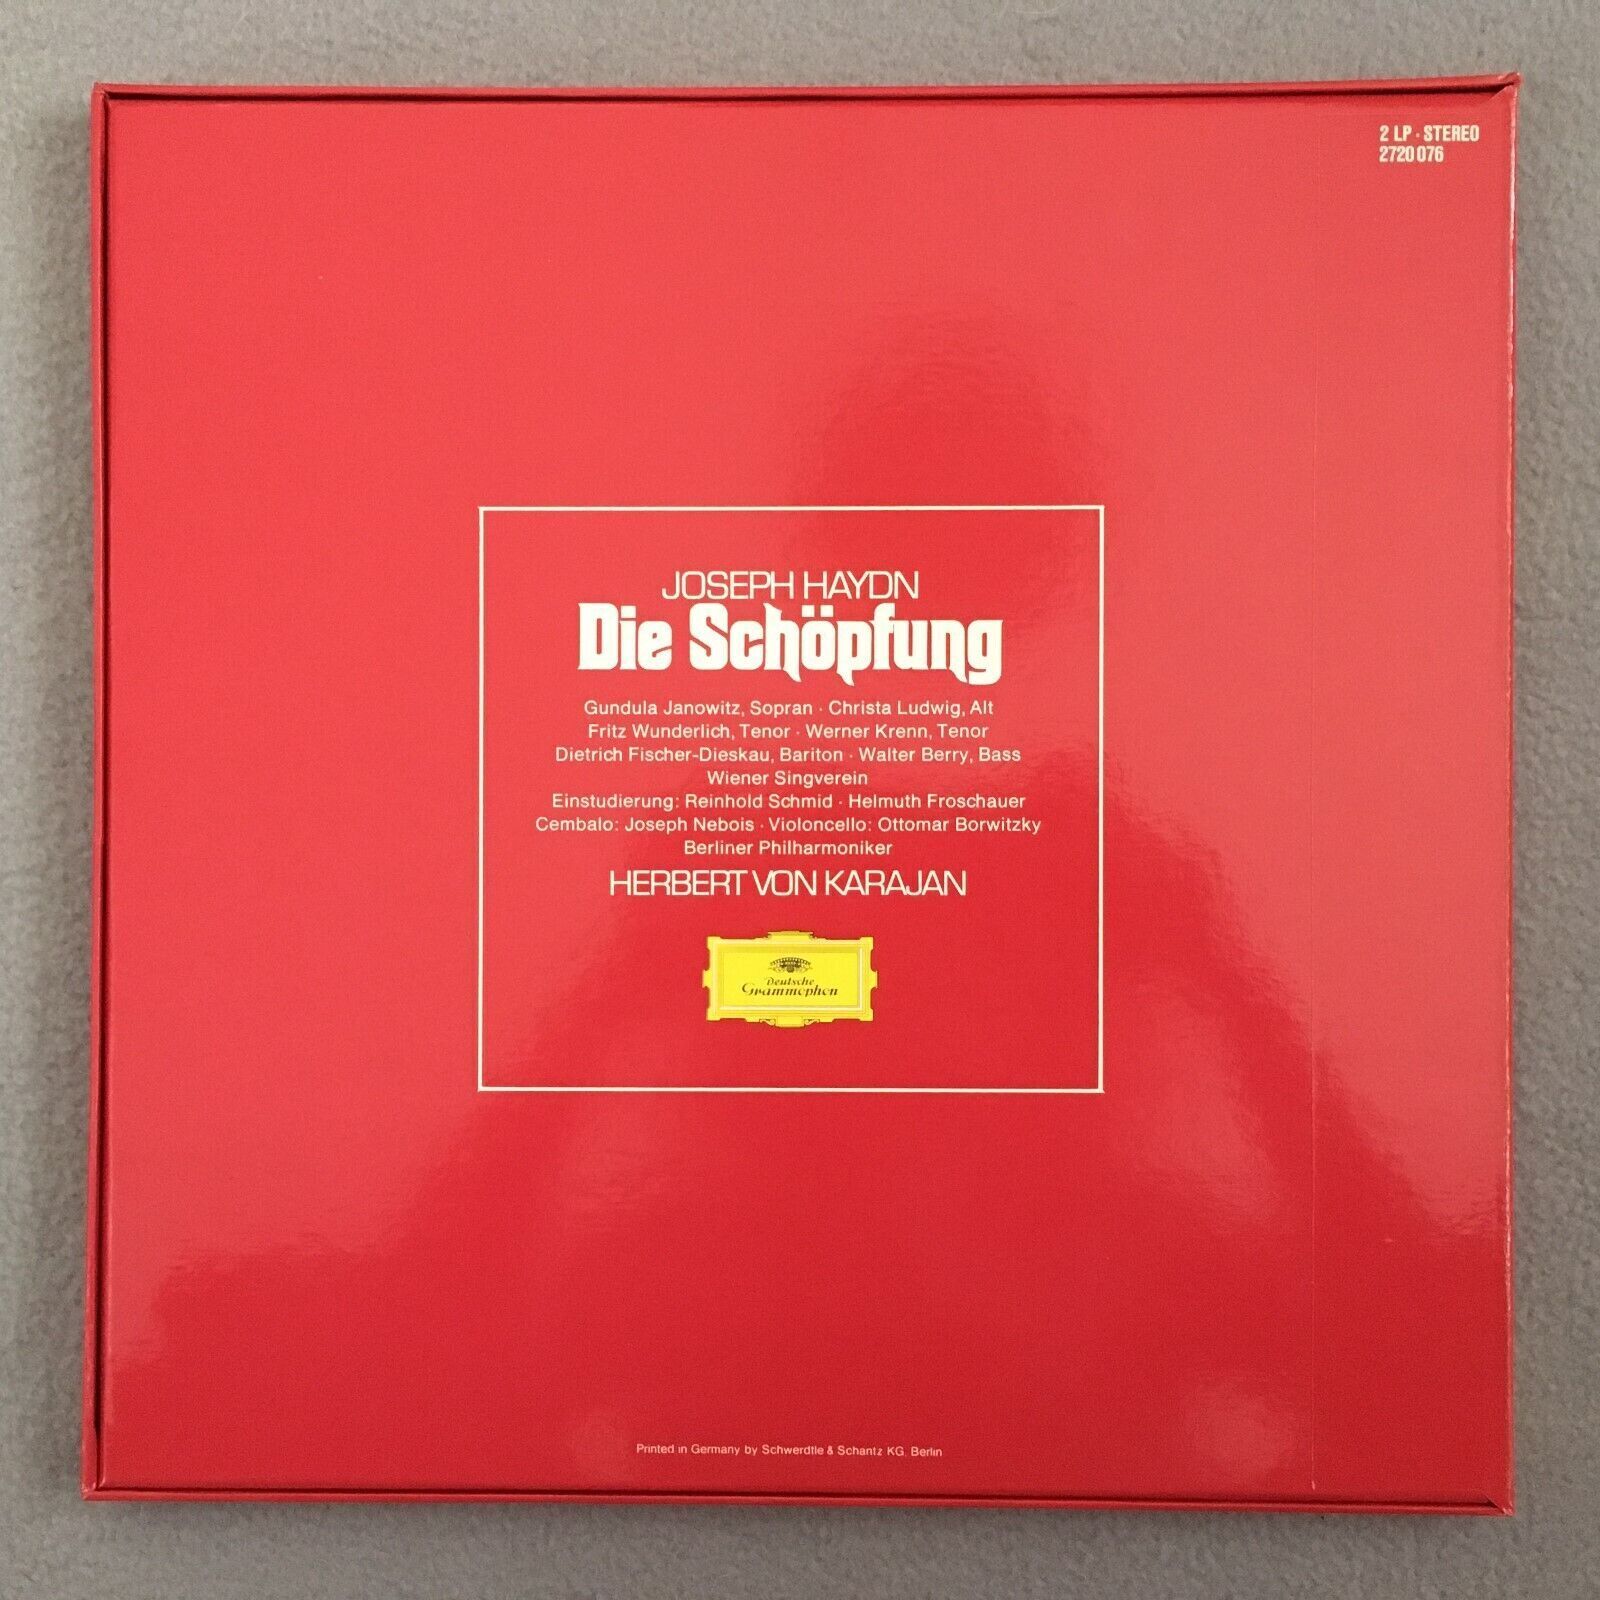 2 LP · STEREO
2720 076
JOSEPH HAYDN
Die Schöpfung
Gundula Janowitz, Sopran · Christa Ludwig, Alt
Fritz Wunderlich, Tenor · Werner Krenn, Tenor
Dietrich Fischer-Dieskau, Bariton · Walter Berry, Bass
Wiener Singverein
Einstudierung: Reinhold Schmid · Helmuth Froschauer
Cembalo: Joseph Nebois · Violoncello: Ottomar Borwitzky
Berliner Philharmoniker
HERBERT VON KARAJAN
Deutsche
Grammophon
Printed in Germany by Schwerdtle & Schantz KG, Berlin